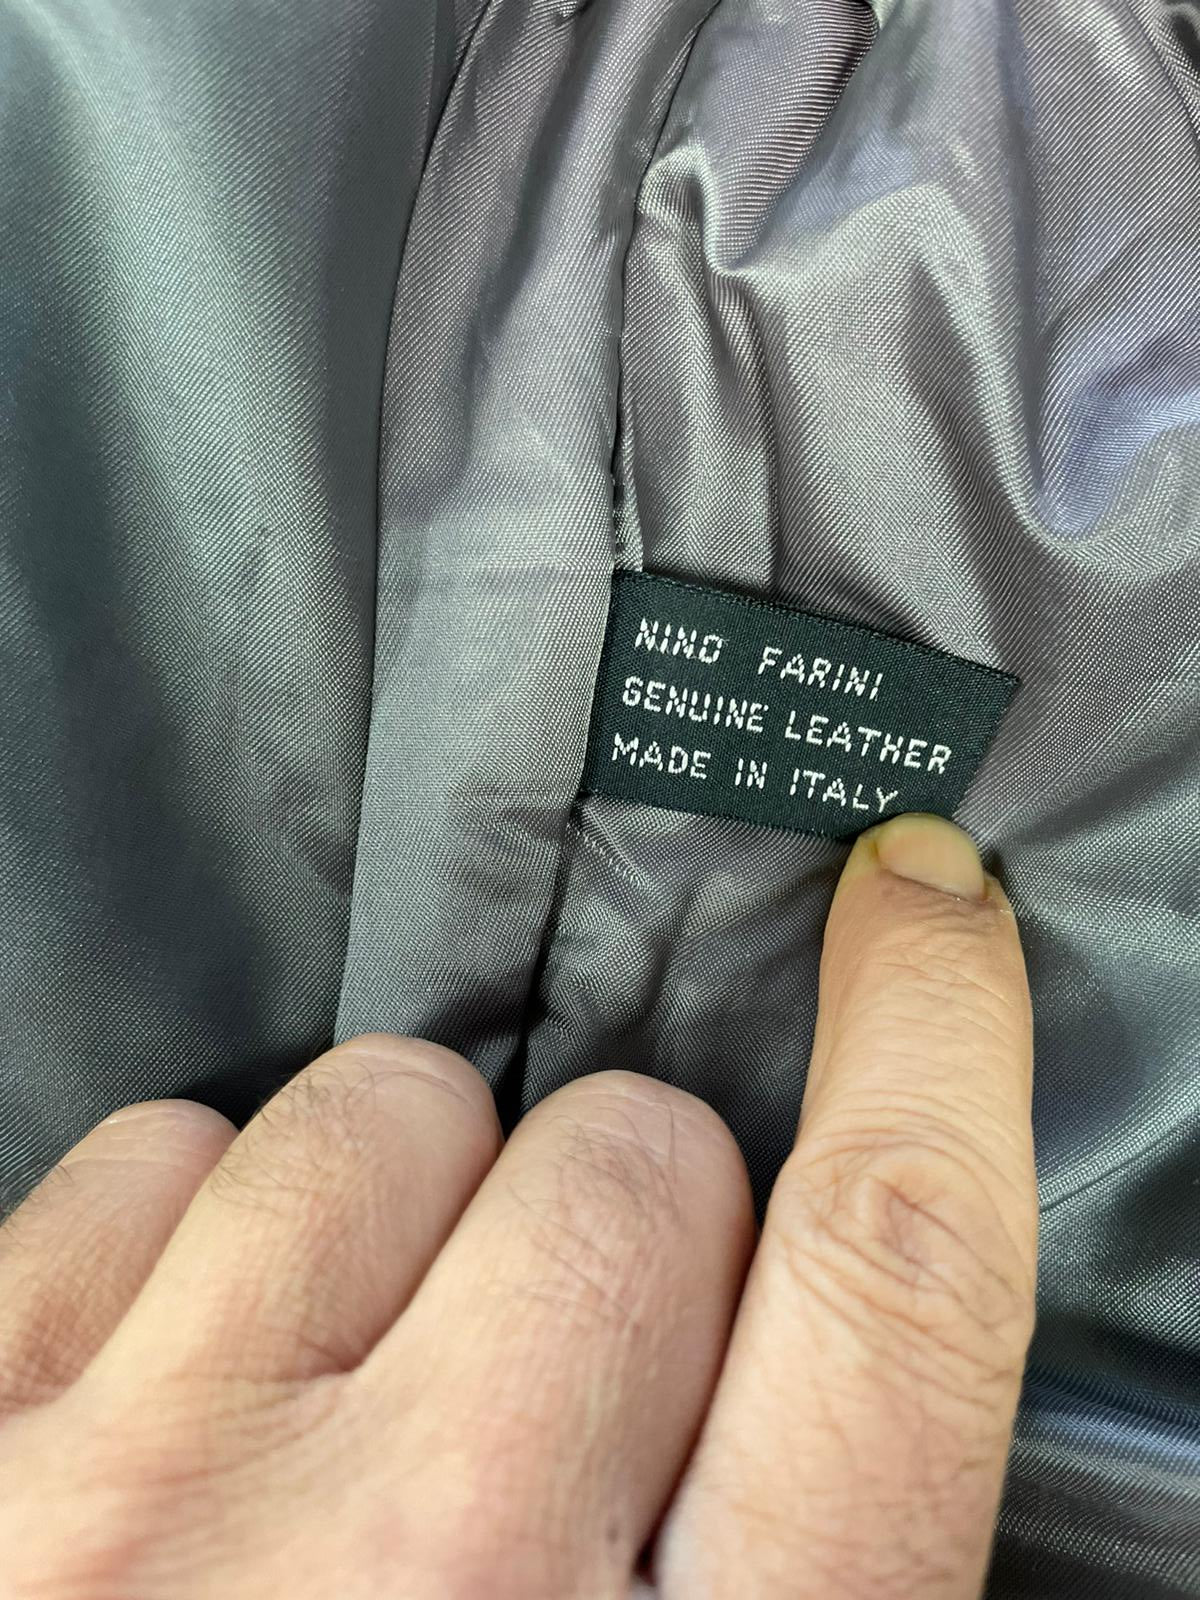 NINO FARINI
GENUINE LEATHER
MADE IN ITALY